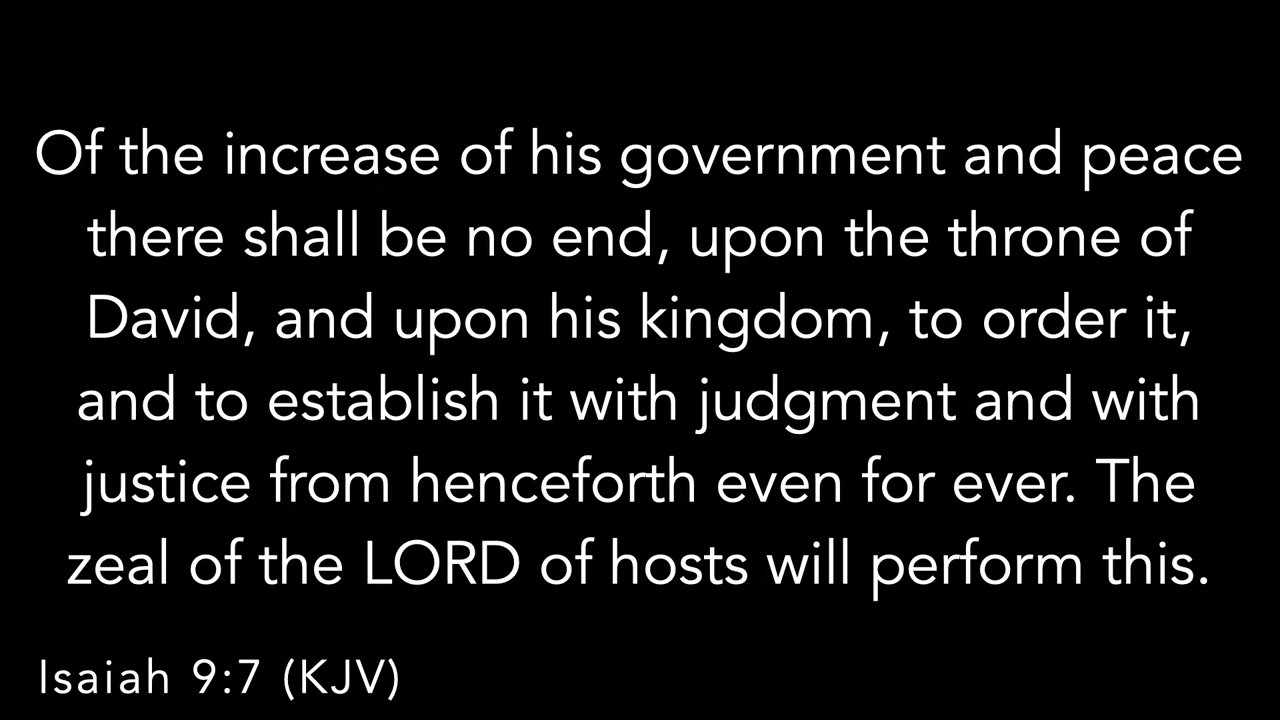 Of the increase of his government and peace
there shall be no end, upon the throne of
David, and upon his kingdom, to order it,
and to establish it with judgment and with
justice from henceforth even for ever. The
zeal of the LORD of hosts will perform this.
Isaiah 9:7 (KJV)